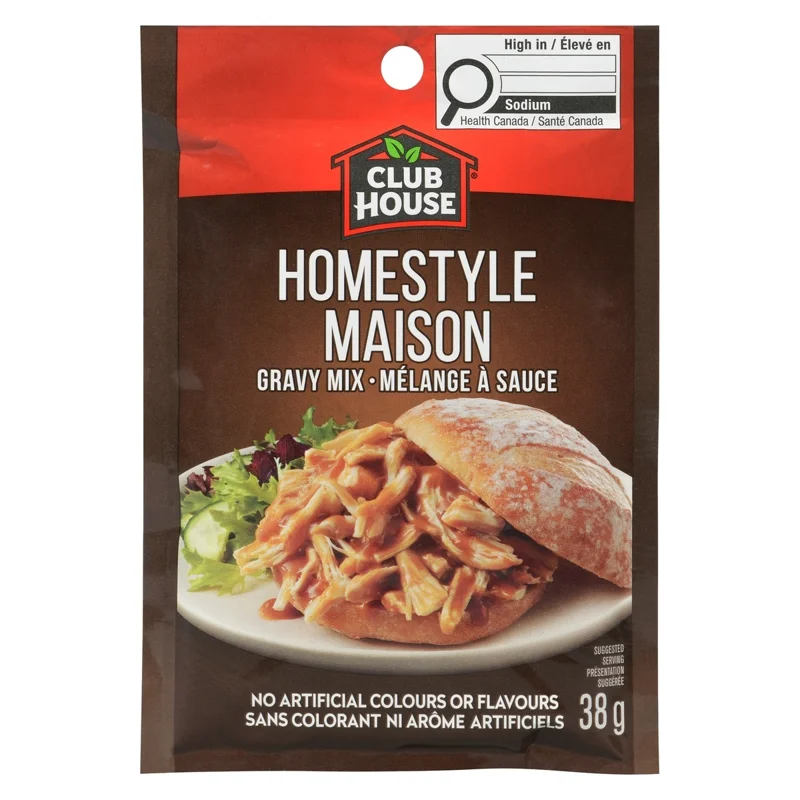 High in / Élevé en
Sodium
Health Canada / Santé Canada
CLUB
HOUSE®
HOMESTYLE
MAISON
GRAVY MIX • MÉLANGE À SAUCE
SUGGESTED
SERVING
PRÉSENTATION
SUGGÉRÉE
NO ARTIFICIAL COLOURS OR FLAVOURS
SANS COLORANT NI ARÔME ARTIFICIELS
38 g